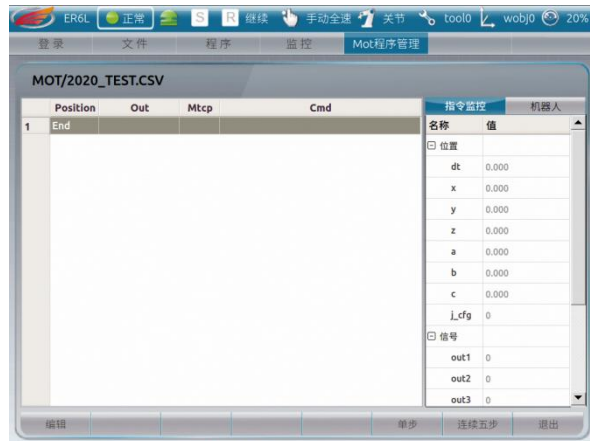 ER6L 正常 S R 继续 手动全速 关节 tool0 wobj0 20%
登录 文件 程序 监控 Mot程序管理
MOT/2020_TEST.CSV
Position Out Mtcp Cmd
1 End
指令监控 机器人
名称 值
位置
dt 0.000
x 0.000
y 0.000
z 0.000
a 0.000
b 0.000
c 0.000
j_cfg 0
信号
out1 0
out2 0
out3 0
编辑 单步 连续五步 退出